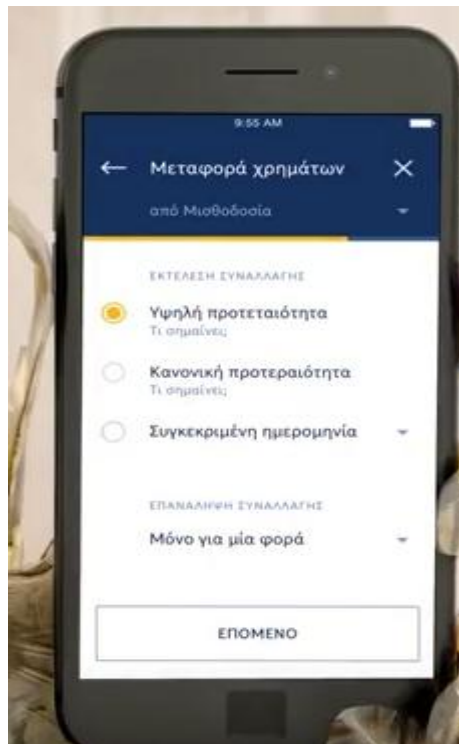 9:55 AM
Μεταφορά χρημάτων
από Μισθοδοσία
ΕΚΤΕΛΕΣΗ ΣΥΝΑΛΛΑΓΗΣ
Υψηλή προτεταιότητα
Τι σημαίνει;
Κανονική προτεραιότητα
Τι σημαίνει;
Συγκεκριμένη ημερομηνία
ΕΠΑΝΑΛΗΨΗ ΣΥΝΑΛΛΑΓΗΣ
Μόνο για μία φορά
ΕΠΟΜΕΝΟ